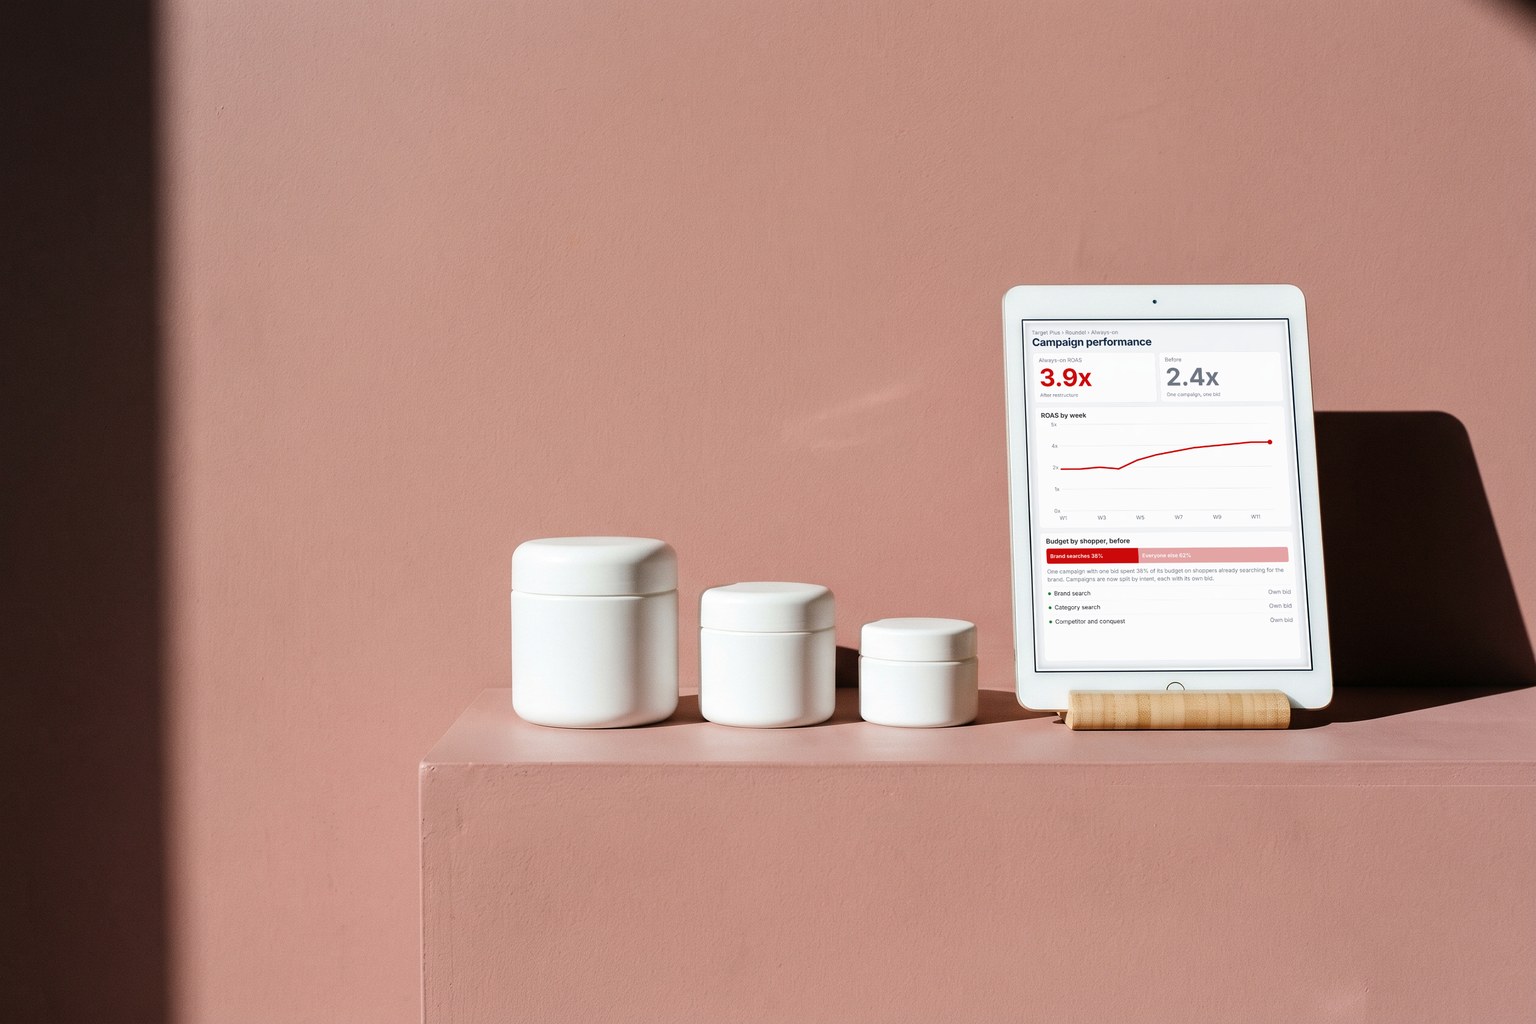 Target Plus › Roundel › Always-on
Campaign performance
Always-on ROAS
3.9x
After restructure
Before
2.4x
One campaign, one bid
ROAS by week
5x
4x
2x
1x
0x
W1 W3 W5 W7 W9 W11
Budget by shopper, before
Brand searches 38%
Everyone else 62%
One campaign with one bid spent 38% of its budget on shoppers already searching for the
brand. Campaigns are now split by intent, each with its own bid.
Brand search Own bid
Category search Own bid
Competitor and conquest Own bid